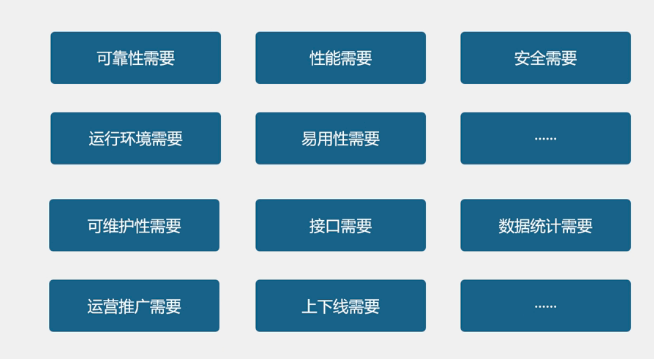 可靠性需要
性能需要
安全需要
运行环境需要
易用性需要
······
可维护性需要
接口需要
数据统计需要
运营推广需要
上下线需要
······